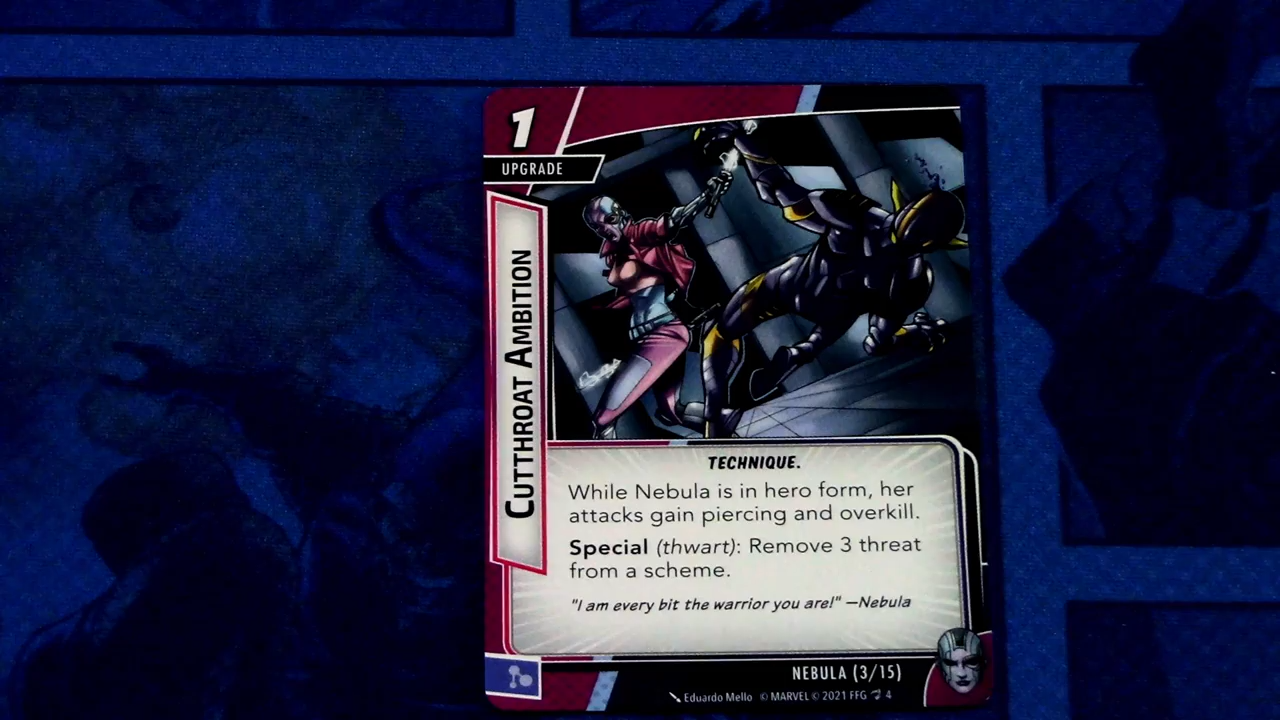 1
UPGRADE
CUTTHROAT AMBITION
TECHNIQUE.
While Nebula is in hero form, her
attacks gain piercing and overkill.
Special (thwart): Remove 3 threat
from a scheme.
"I am every bit the warrior you are!" —Nebula
NEBULA (3/15)
Eduardo Mello © MARVEL © 2021 FFG 4